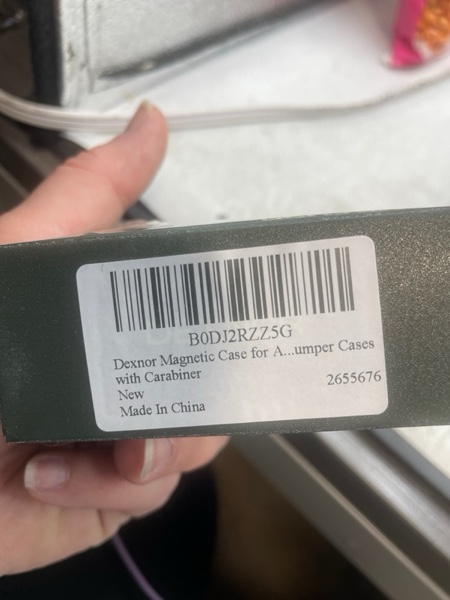 B0DJ2RZZ5G
Dexnor Magnetic Case for A...umper Cases
with Carabiner
2655676
New
Made In China